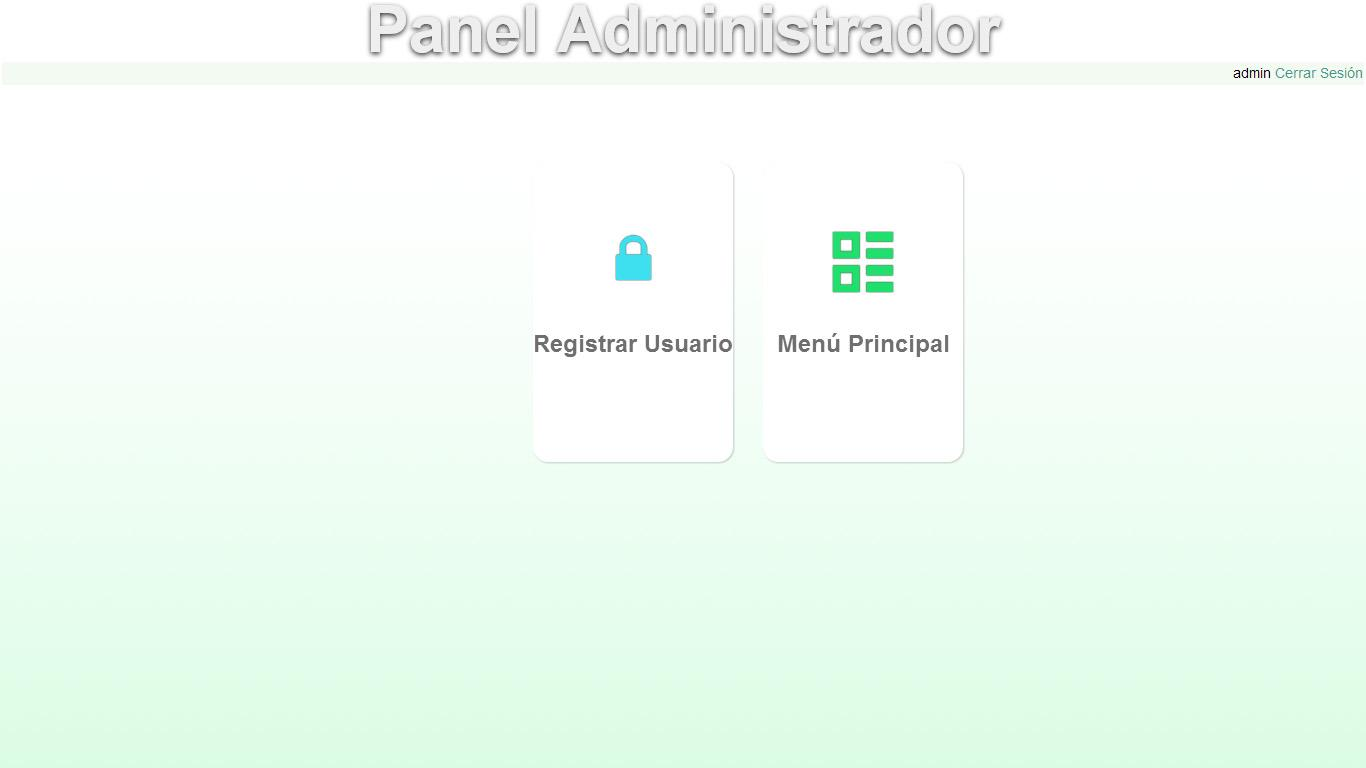 Panel Administrador
admin Cerrar Sesión
Registrar Usuario
Menú Principal